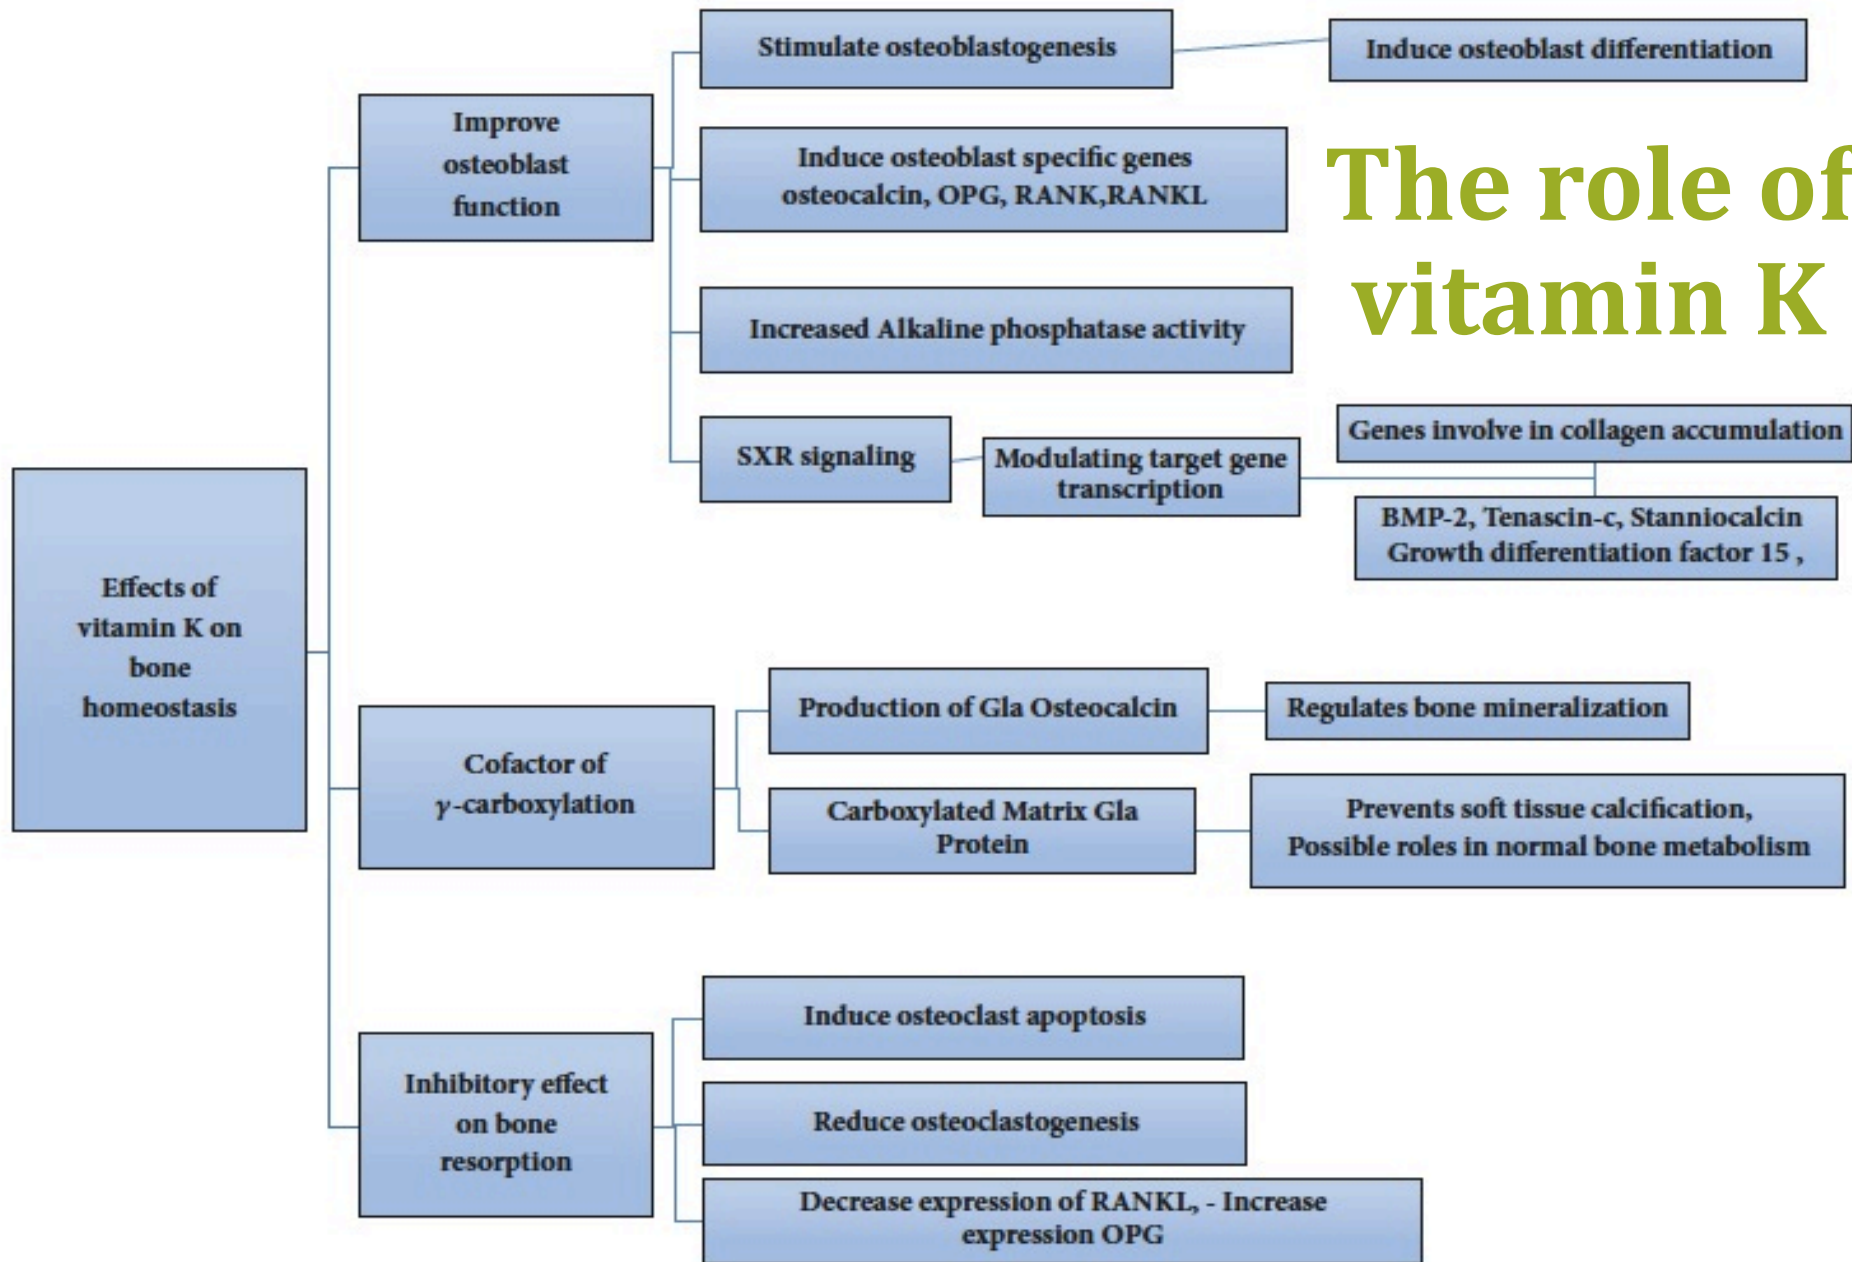 Stimulate osteoblastogenesis
Induce osteoblast differentiation
Improve
osteoblast
function
Induce osteoblast specific genes
osteocalcin, OPG, RANK,RANKL
The role of
vitamin K
Increased Alkaline phosphatase activity
SXR signaling
Modulating target gene
transcription
Genes involve in collagen accumulation
BMP-2, Tenascin-c, Stanniocalcin
Growth differentiation factor 15 ,
Effects of
vitamin K on
bone
homeostasis
Cofactor of
γ-carboxylation
Production of Gla Osteocalcin
Regulates bone mineralization
Carboxylated Matrix Gla
Protein
Prevents soft tissue calcification,
Possible roles in normal bone metabolism
Inhibitory effect
on bone
resorption
Induce osteoclast apoptosis
Reduce osteoclastogenesis
Decrease expression of RANKL, - Increase
expression OPG